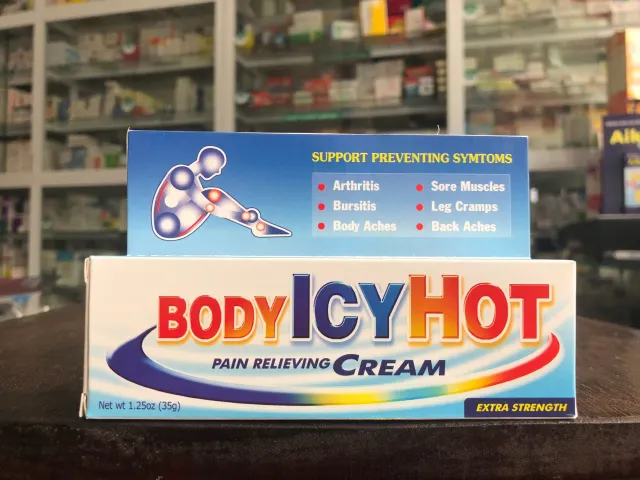 SUPPORT PREVENTING SYMTOMS
Arthritis
Sore Muscles
Bursitis
Leg Cramps
Body Aches
Back Aches
BODY ICY HOT
PAIN RELIEVING CREAM
Net wt 1.25oz (35g)
EXTRA STRENGTH